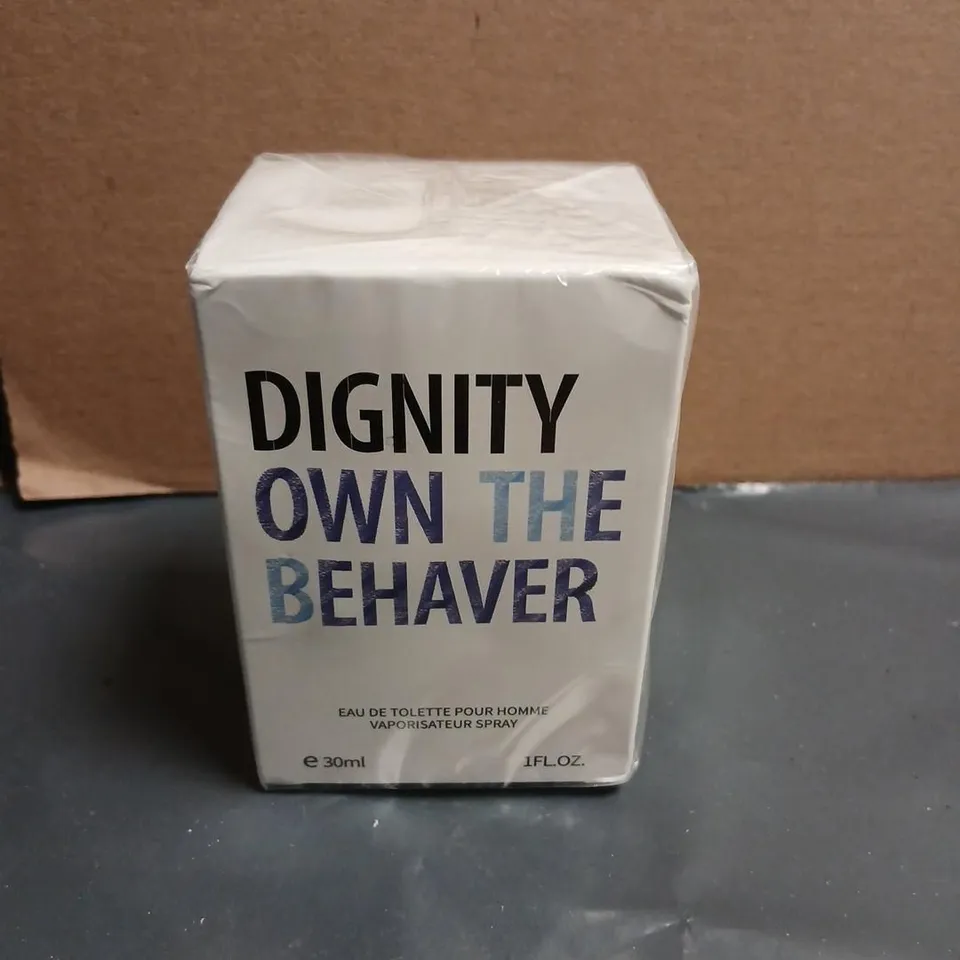 DIGNITY
OWN THE
BEHAVER
EAU DE TOLETTE POUR HOMME
VAPORISATEUR SPRAY
e 30ml 1FL.OZ.